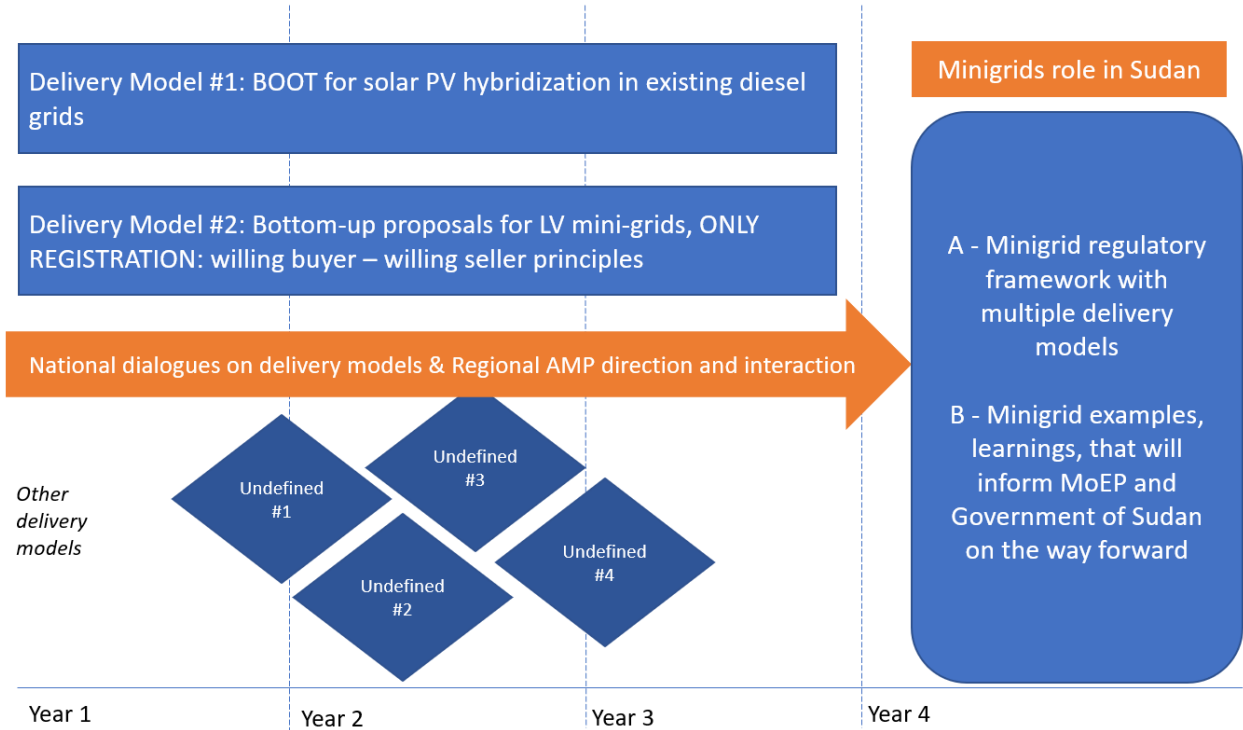 Delivery Model #1: BOOT for solar PV hybridization in existing diesel
grids
Minigrids role in Sudan
Delivery Model #2: Bottom-up proposals for LV mini-grids, ONLY
REGISTRATION: willing buyer – willing seller principles
A - Minigrid regulatory
framework with
multiple delivery
models
B - Minigrid examples,
learnings, that will
inform MoEP and
Government of Sudan
on the way forward
National dialogues on delivery models & Regional AMP direction and interaction
Other
delivery
models
Undefined
#1
Undefined
#2
Undefined
#3
Undefined
#4
Year 1
Year 2
Year 3
Year 4